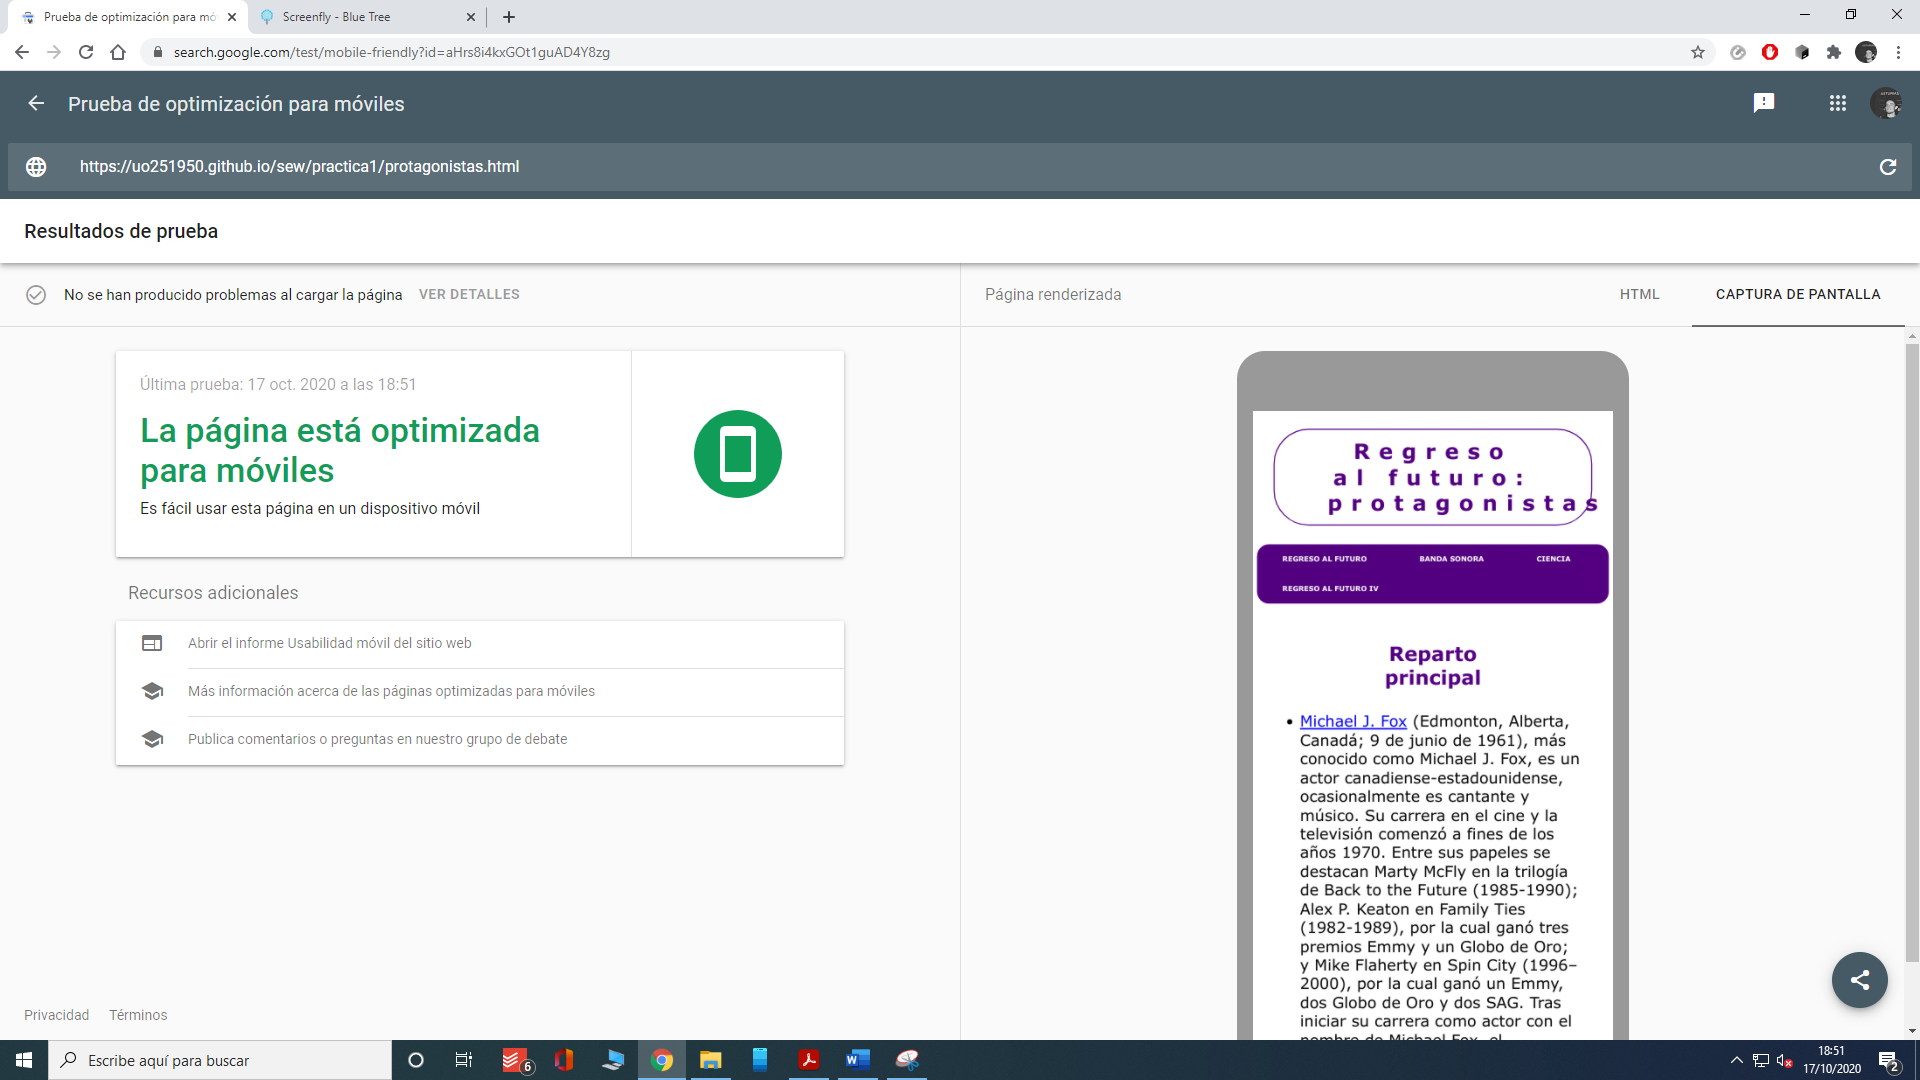 Prueba de optimización para mó
Screenfly - Blue Tree
search.google.com/test/mobile-friendly?id=aHrs8i4kxGOt1guAD4Y8zg
Prueba de optimización para móviles
https://uo251950.github.io/sew/practica1/protagonistas.html
Resultados de prueba
No se han producido problemas al cargar la página VER DETALLES
Página renderizada
HTML
CAPTURA DE PANTALLA
Última prueba: 17 oct. 2020 a las 18:51
La página está optimizada
para móviles
Es fácil usar esta página en un dispositivo móvil
Recursos adicionales
Abrir el informe Usabilidad móvil del sitio web
Más información acerca de las páginas optimizadas para móviles
Publica comentarios o preguntas en nuestro grupo de debate
Regreso
al futuro:
protagonistas
REGRESO AL FUTURO BANDA SONORA CIENCIA
REGRESO AL FUTURO IV
Reparto
principal
• Michael J. Fox (Edmonton, Alberta,
Canadá; 9 de junio de 1961), más
conocido como Michael J. Fox, es un
actor canadiense-estadounidense,
ocasionalmente es cantante y
músico. Su carrera en el cine y la
televisión comenzó a fines de los
años 1970. Entre sus papeles se
destacan Marty McFly en la trilogía
de Back to the Future (1985-1990);
Alex P. Keaton en Family Ties
(1982-1989), por la cual ganó tres
premios Emmy y un Globo de Oro;
y Mike Flaherty en Spin City (1996–
2000), por la cual ganó un Emmy,
dos Globo de Oro y dos SAG. Tras
iniciar su carrera como actor con el
nombre de Michael Fox, el
Privacidad Términos
Escribe aquí para buscar
6
18:51
17/10/2020
2